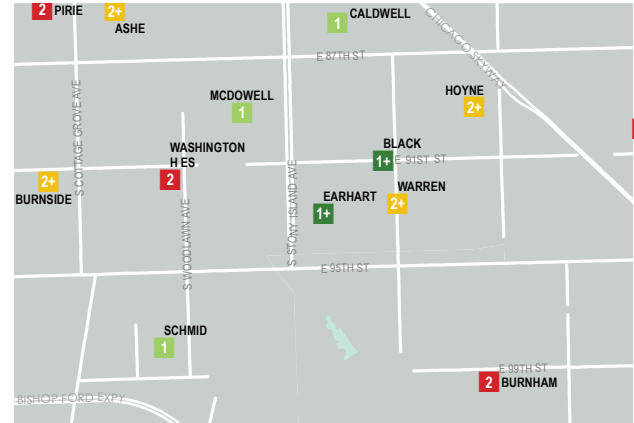 2 PIRIE
2+
ASHE
1
CALDWELL
CHICAGO SKYWAY
E 87TH ST
MCDOWELL
1
HOYNE
2+
S COTTAGE GROVE AVE
WASHINGTON
H ES
2
BLACK
1+
E 91ST ST
2+
BURNSIDE
EARHART
1+
WARREN
2+
S WOODLAWN AVE
S STONY ISLAND AVE
E 95TH ST
SCHMID
1
E 99TH ST
2 BURNHAM
BISHOP FORD EXPY